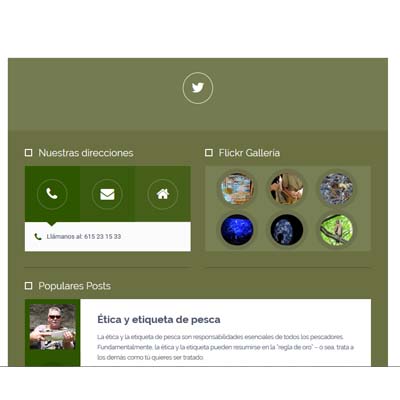 Nuestras direcciones
Flickr Gallería
Llámanos al: 615 23 15 33
Populares Posts
Ética y etiqueta de pesca
La ética y la etiqueta de pesca son responsabilidades esenciales de todos los pescadores.
Fundamentalmente, la ética y la etiqueta pueden resumirse en la "regla de oro" – o sea, trata a
los demás como tú quieres ser tratado.